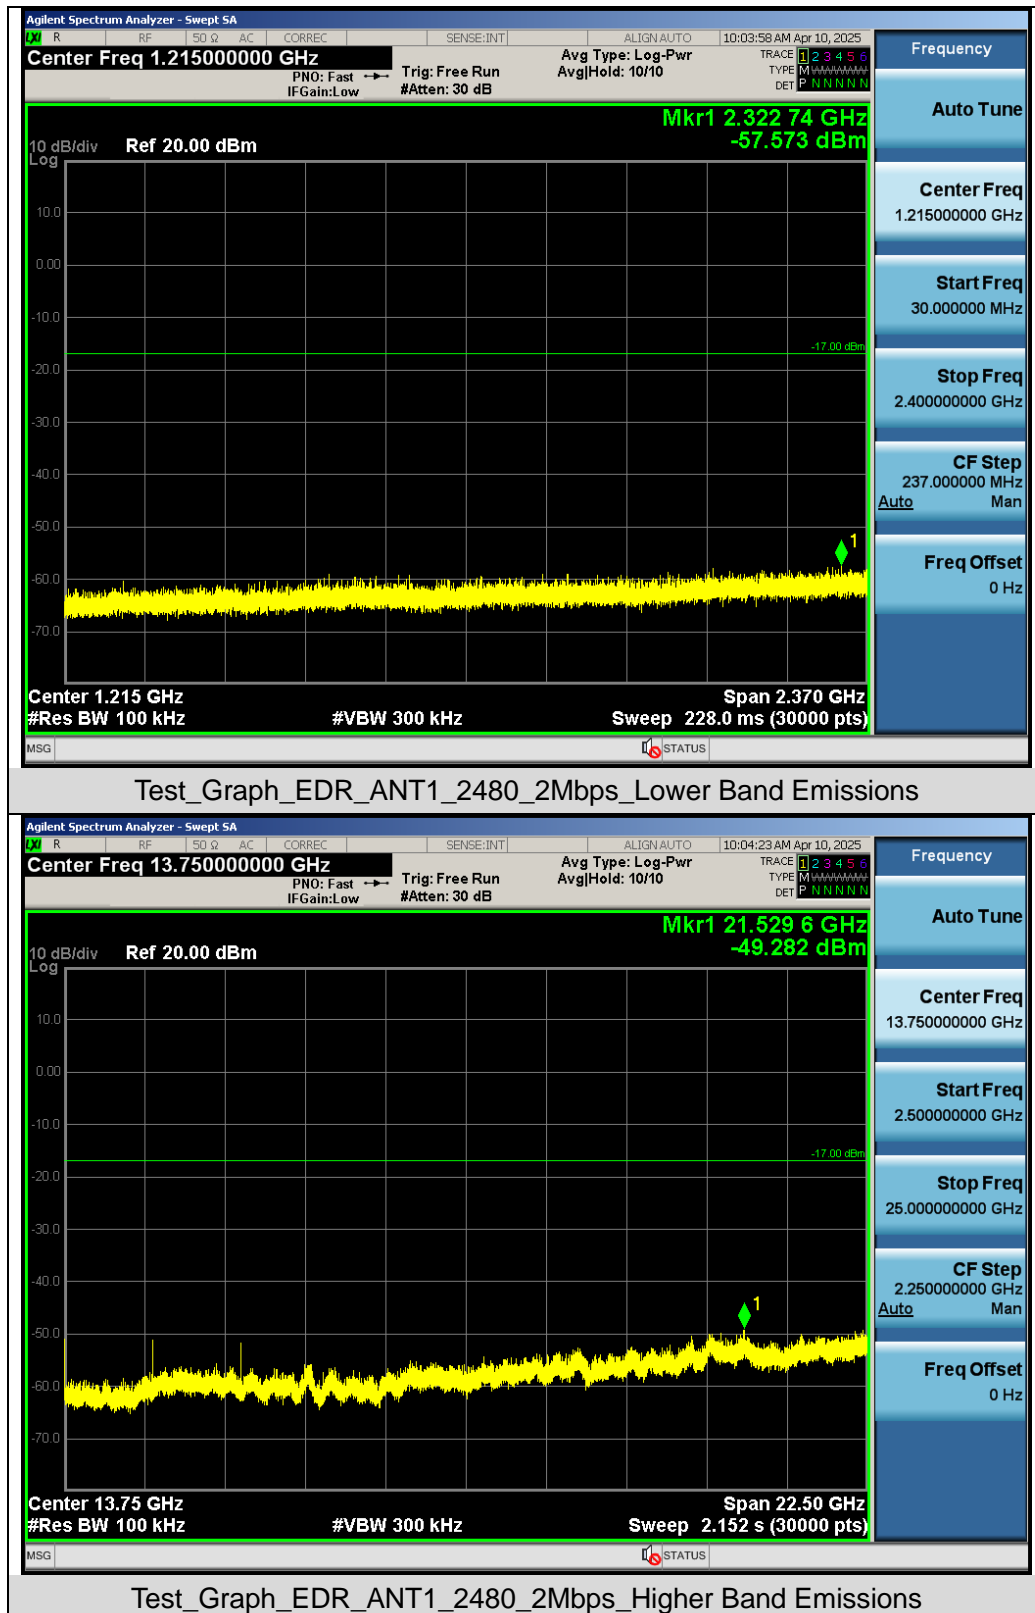 Agilent Spectrum Analyzer - Swept SA
LXI R RF 50 Ω AC CORREC SENSE:INT ALIGN AUTO 10:03:58 AM Apr 10, 2025
Center Freq 1.215000000 GHz
PNO: Fast
IFGain:Low
Trig: Free Run
#Atten: 30 dB
Avg Type: Log-Pwr
Avg|Hold: 10/10
TRACE 1 2 3 4 5 6
TYPE M
DET P N N N N N
Mkr1 2.322 74 GHz
-57.573 dBm
10 dB/div Ref 20.00 dBm
Log
10.0
0.00
-10.0
-17.00 dBm
-20.0
-30.0
-40.0
-50.0
1
-60.0
-70.0
Center 1.215 GHz Span 2.370 GHz
#Res BW 100 kHz #VBW 300 kHz Sweep 228.0 ms (30000 pts)
MSG STATUS
Frequency
Auto Tune
Center Freq
1.215000000 GHz
Start Freq
30.000000 MHz
Stop Freq
2.400000000 GHz
CF Step
237.000000 MHz
Auto Man
Freq Offset
0 Hz
Test_Graph_EDR_ANT1_2480_2Mbps_Lower Band Emissions
Agilent Spectrum Analyzer - Swept SA
LXI R RF 50 Ω AC CORREC SENSE:INT ALIGN AUTO 10:04:23 AM Apr 10, 2025
Center Freq 13.750000000 GHz
PNO: Fast
IFGain:Low
Trig: Free Run
#Atten: 30 dB
Avg Type: Log-Pwr
Avg|Hold: 10/10
TRACE 1 2 3 4 5 6
TYPE M
DET P N N N N N
Mkr1 21.529 6 GHz
-49.282 dBm
10 dB/div Ref 20.00 dBm
Log
10.0
0.00
-10.0
-17.00 dBm
-20.0
-30.0
-40.0
1
-50.0
-60.0
-70.0
Center 13.75 GHz Span 22.50 GHz
#Res BW 100 kHz #VBW 300 kHz Sweep 2.152 s (30000 pts)
MSG STATUS
Frequency
Auto Tune
Center Freq
13.750000000 GHz
Start Freq
2.500000000 GHz
Stop Freq
25.000000000 GHz
CF Step
2.250000000 GHz
Auto Man
Freq Offset
0 Hz
Test_Graph_EDR_ANT1_2480_2Mbps_Higher Band Emissions